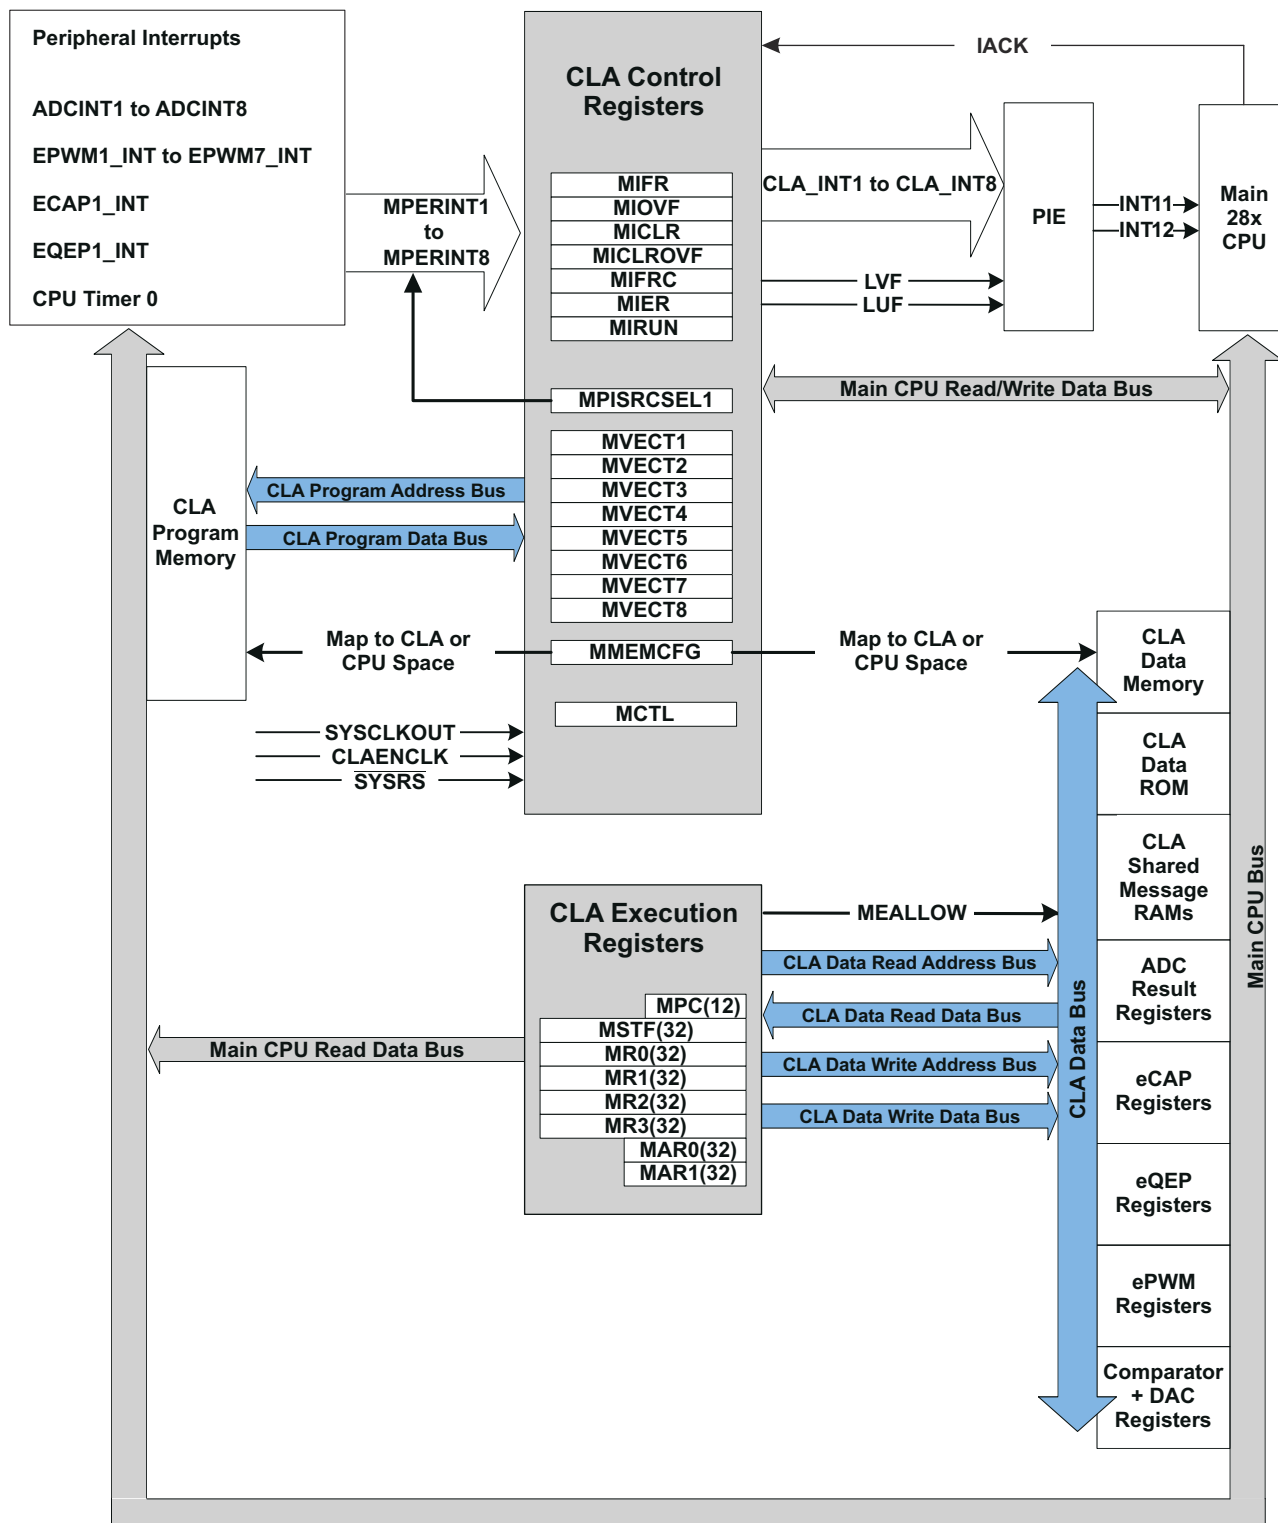 Peripheral Interrupts
ADCINT1 to ADCINT8
EPWM1_INT to EPWM7_INT
ECAP1_INT
EQEP1_INT
CPU Timer 0
MPERINT1
to
MPERINT8
CLA Control
Registers
MIFR
MIOVF
MICLR
MICLROVF
MIFRC
MIER
MIRUN
MPISRCSEL1
MVECT1
MVECT2
MVECT3
MVECT4
MVECT5
MVECT6
MVECT7
MVECT8
MMEMCFG
MCTL
IACK
CLA_INT1 to CLA_INT8
LVF
LUF
PIE
INT11
INT12
Main
28x
CPU
Main CPU Read/Write Data Bus
CLA
Program
Memory
CLA Program Address Bus
CLA Program Data Bus
Map to CLA or
CPU Space
Map to CLA or
CPU Space
SYSCLKOUT
CLAENCLK
SYSRS
CLA
Data
Memory
CLA
Data
ROM
CLA
Shared
Message
RAMs
ADC
Result
Registers
eCAP
Registers
eQEP
Registers
ePWM
Registers
Comparator
+ DAC
Registers
Main CPU Bus
CLA Data Bus
CLA Execution
Registers
MPC(12)
MSTF(32)
MR0(32)
MR1(32)
MR2(32)
MR3(32)
MAR0(32)
MAR1(32)
MEALLOW
CLA Data Read Address Bus
CLA Data Read Data Bus
CLA Data Write Address Bus
CLA Data Write Data Bus
Main CPU Read Data Bus